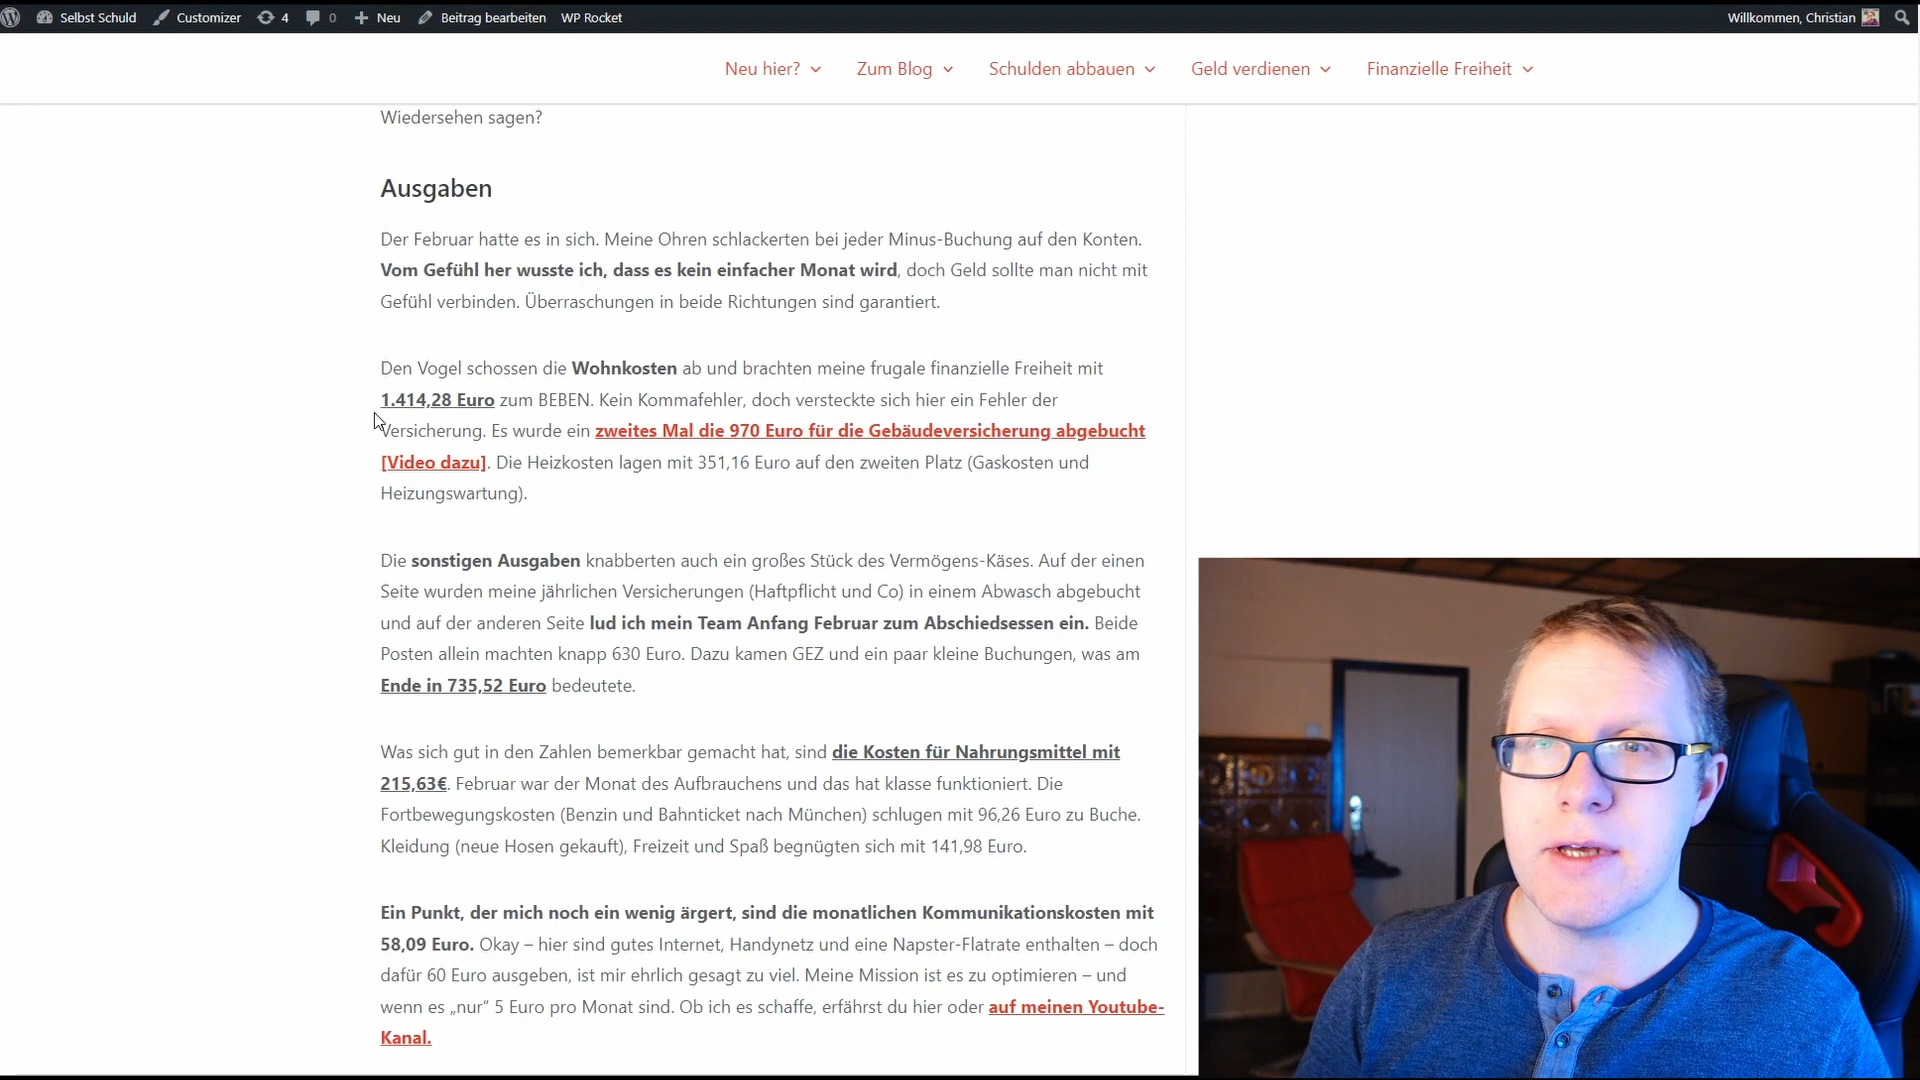 Selbst Schuld Customizer 4 0 Neu Beitrag bearbeiten WP Rocket Willkommen, Christian
Neu hier? Zum Blog Schulden abbauen Geld verdienen Finanzielle Freiheit
Wiedersehen sagen?
Ausgaben
Der Februar hatte es in sich. Meine Ohren schlackerten bei jeder Minus-Buchung auf den Konten.
Vom Gefühl her wusste ich, dass es kein einfacher Monat wird, doch Geld sollte man nicht mit
Gefühl verbinden. Überraschungen in beide Richtungen sind garantiert.
Den Vogel schossen die Wohnkosten ab und brachten meine frugale finanzielle Freiheit mit
1.414,28 Euro zum BEBEN. Kein Kommafehler, doch versteckte sich hier ein Fehler der
Versicherung. Es wurde ein zweites Mal die 970 Euro für die Gebäudeversicherung abgebucht
[Video dazu]. Die Heizkosten lagen mit 351,16 Euro auf den zweiten Platz (Gaskosten und
Heizungswartung).
Die sonstigen Ausgaben knabberten auch ein großes Stück des Vermögens-Käses. Auf der einen
Seite wurden meine jährlichen Versicherungen (Haftpflicht und Co) in einem Abwasch abgebucht
und auf der anderen Seite lud ich mein Team Anfang Februar zum Abschiedsessen ein. Beide
Posten allein machten knapp 630 Euro. Dazu kamen GEZ und ein paar kleine Buchungen, was am
Ende in 735,52 Euro bedeutete.
Was sich gut in den Zahlen bemerkbar gemacht hat, sind die Kosten für Nahrungsmittel mit
215,63€. Februar war der Monat des Aufbrauchens und das hat klasse funktioniert. Die
Fortbewegungskosten (Benzin und Bahnticket nach München) schlugen mit 96,26 Euro zu Buche.
Kleidung (neue Hosen gekauft), Freizeit und Spaß begnügten sich mit 141,98 Euro.
Ein Punkt, der mich noch ein wenig ärgert, sind die monatlichen Kommunikationskosten mit
58,09 Euro. Okay – hier sind gutes Internet, Handynetz und eine Napster-Flatrate enthalten – doch
dafür 60 Euro ausgeben, ist mir ehrlich gesagt zu viel. Meine Mission ist es zu optimieren – und
wenn es „nur“ 5 Euro pro Monat sind. Ob ich es schaffe, erfährst du hier oder auf meinen Youtube-
Kanal.